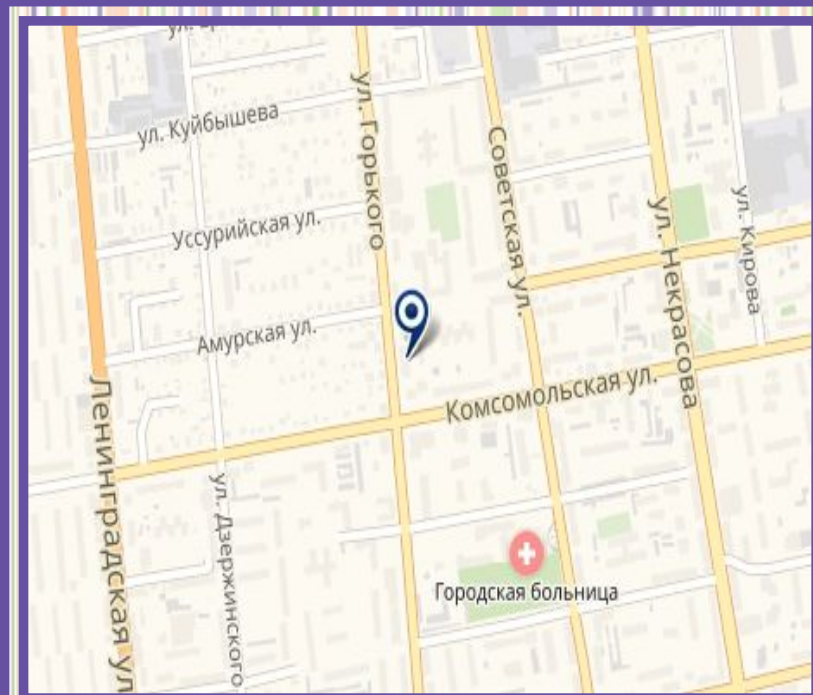 ул. Куйбышева
ул. Горького
Уссурийская ул.
Советская ул.
ул. Некрасова
ул. Кирова
Амурская ул.
Комсомольская ул.
Ленинградская ул
ул. Дзержинского
Городская больница